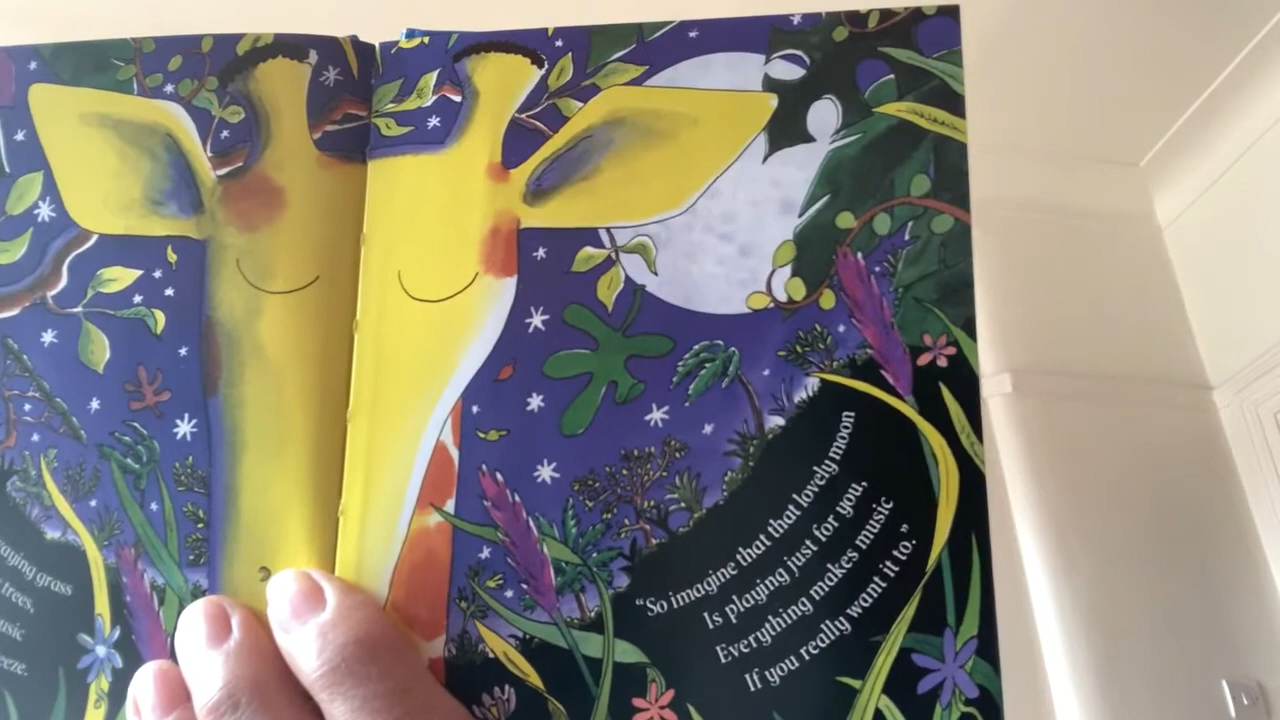 aying grass
trees,
usic
eeze.
“So imagine that that lovely moon
Is playing just for you,
Everything makes music
If you really want it to.”